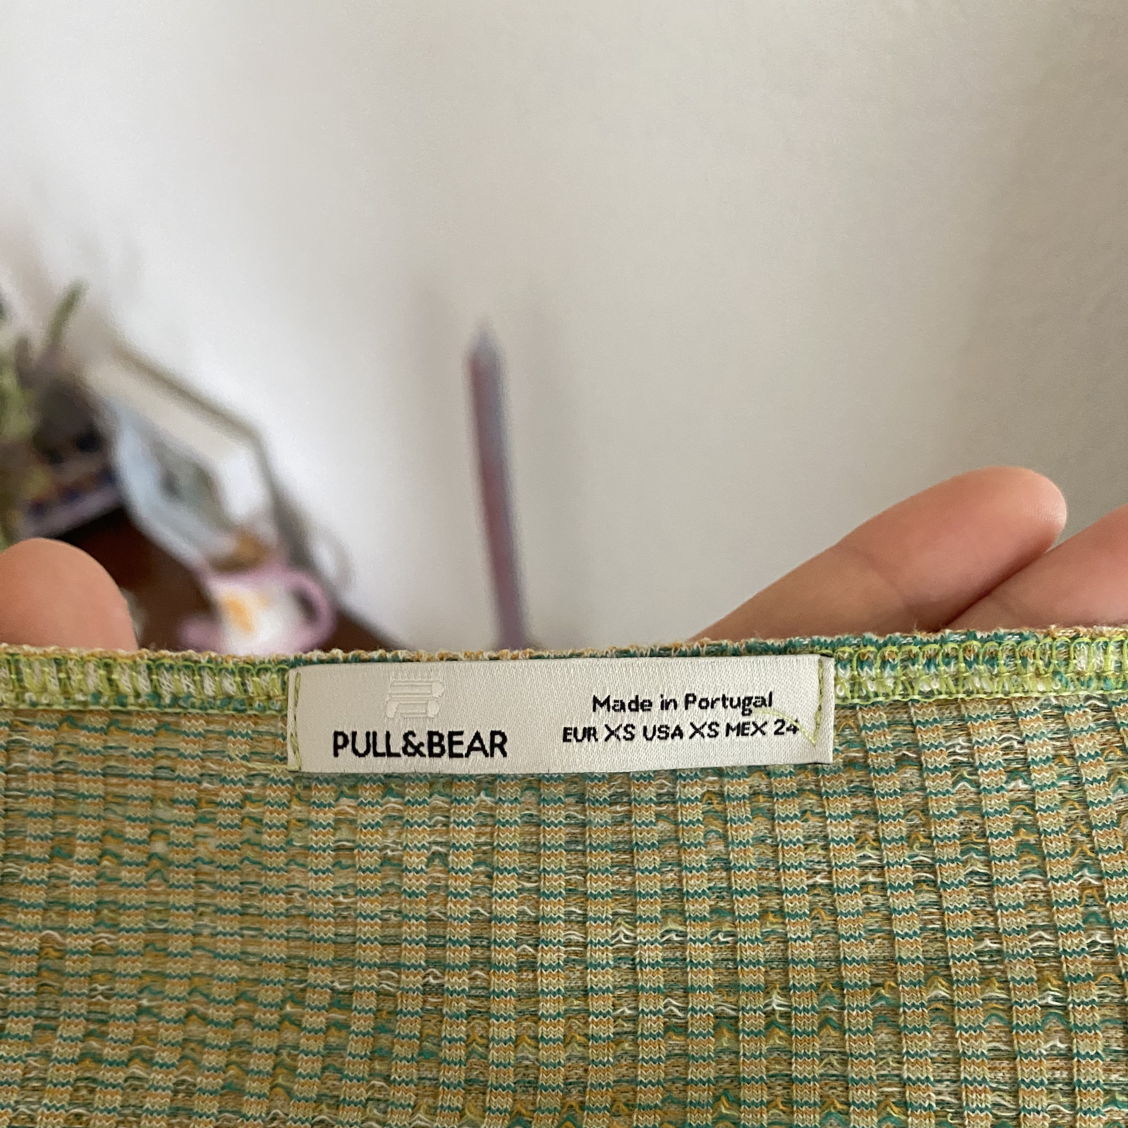 PULL&BEAR
Made in Portugal
EUR XS USA XS MEX 24